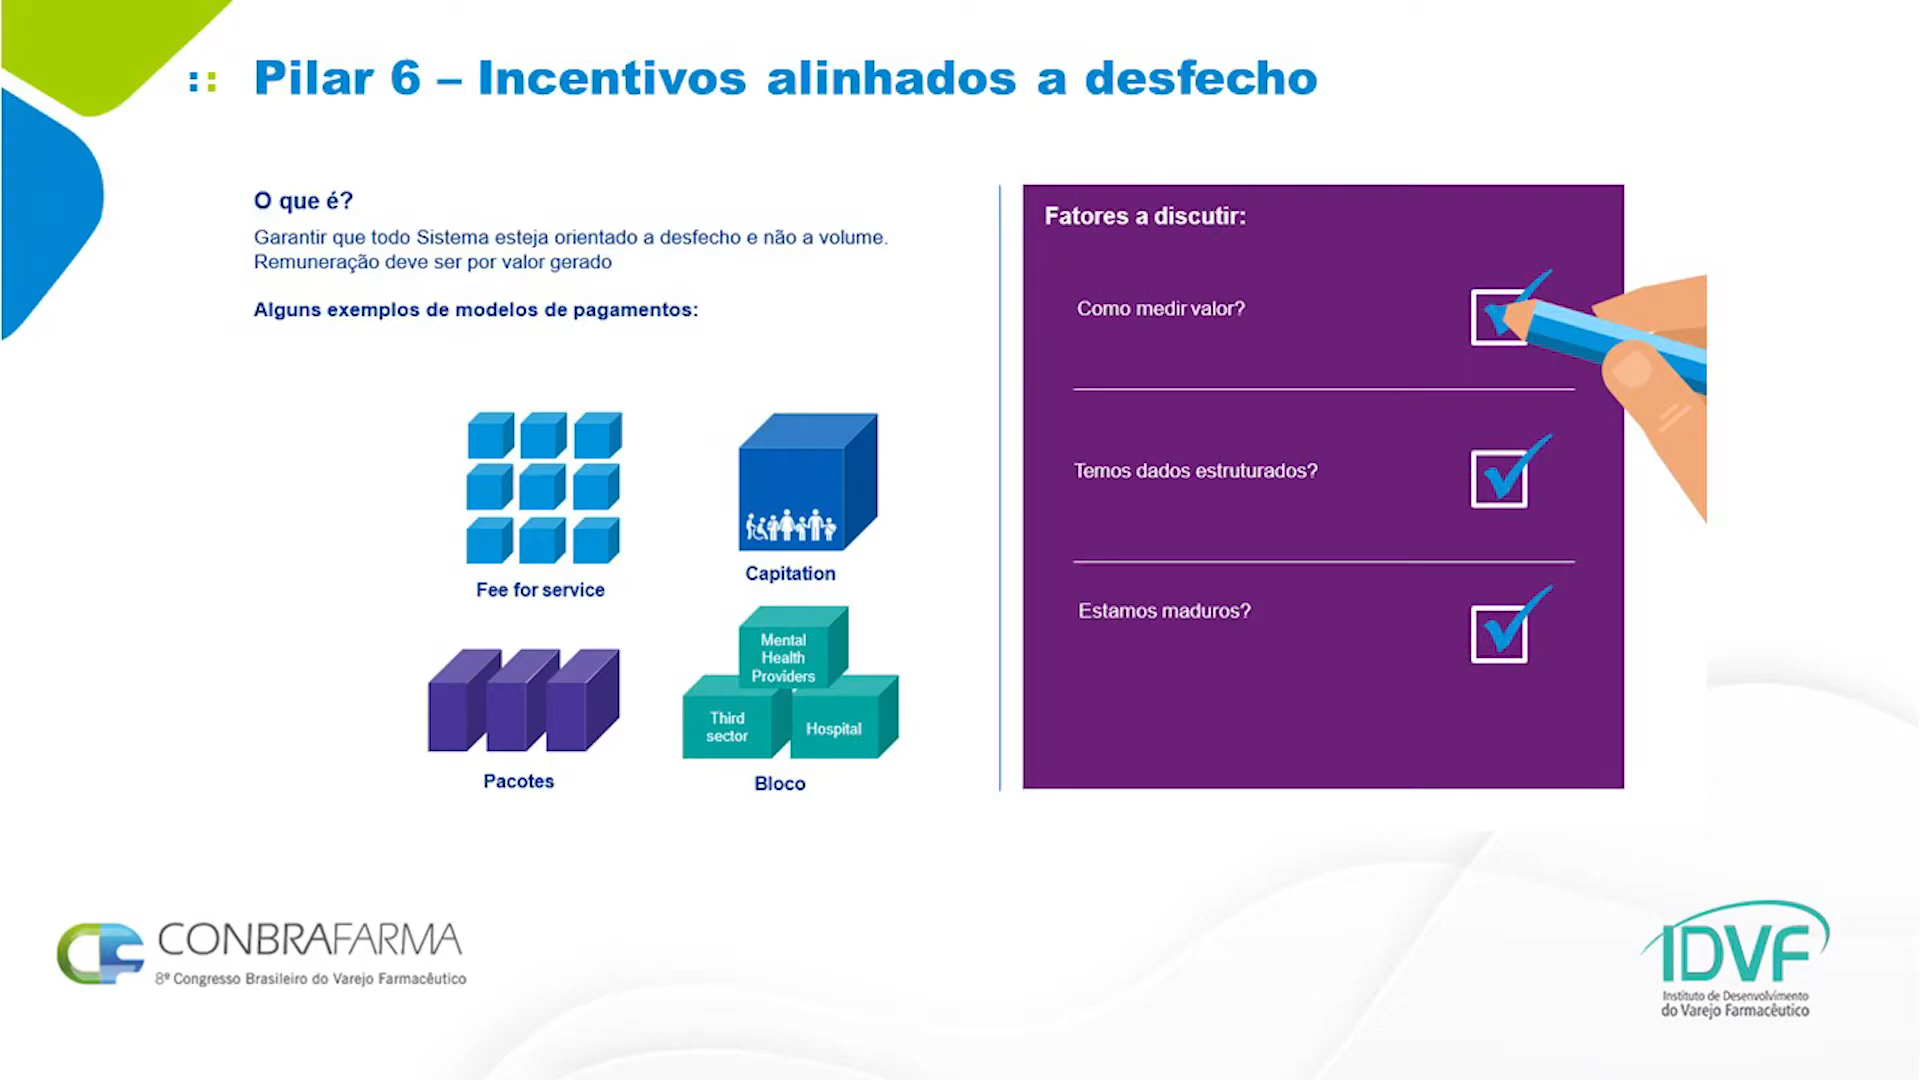 Pilar 6 – Incentivos alinhados a desfecho
O que é?
Garantir que todo Sistema esteja orientado a desfecho e não a volume.
Remuneração deve ser por valor gerado
Alguns exemplos de modelos de pagamentos:
Fee for service
Capitation
Pacotes
Mental
Health
Providers
Third
sector
Hospital
Bloco
Fatores a discutir:
Como medir valor?
Temos dados estruturados?
Estamos maduros?
CONBRAFARMA
8º Congresso Brasileiro do Varejo Farmacêutico
IDVF
Instituto de Desenvolvimento
do Varejo Farmacêutico